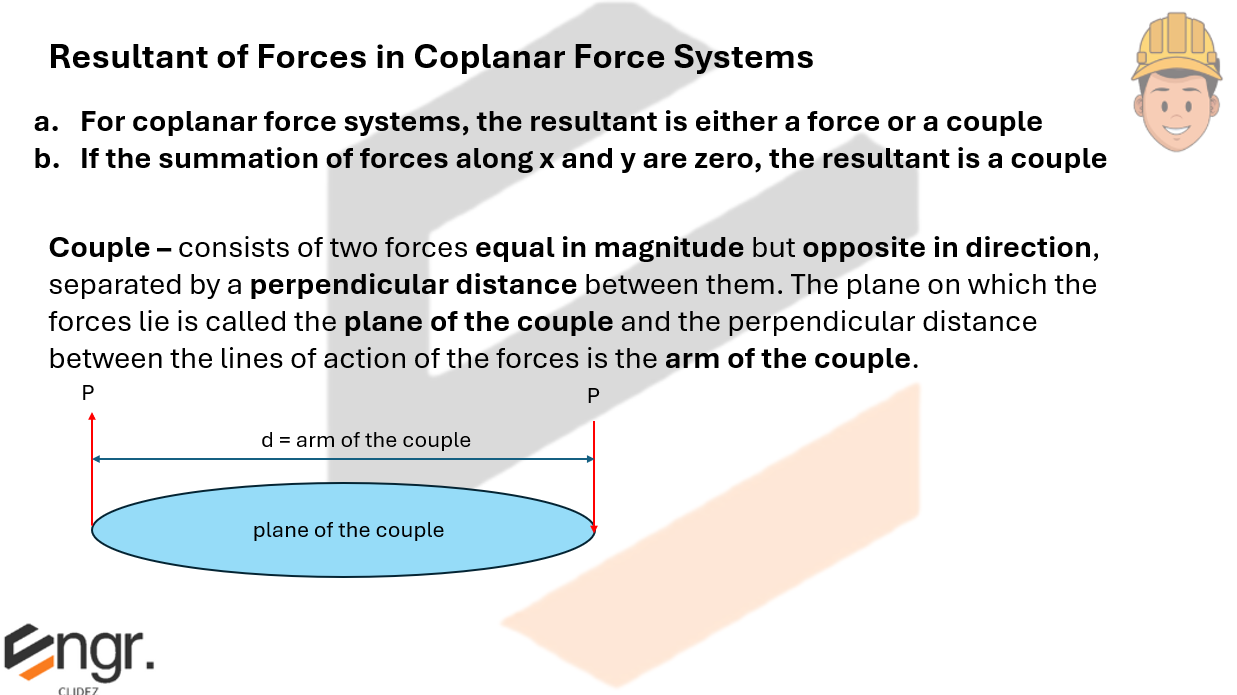 Resultant of Forces in Coplanar Force Systems
a. For coplanar force systems, the resultant is either a force or a couple
b. If the summation of forces along x and y are zero, the resultant is a couple
Couple – consists of two forces equal in magnitude but opposite in direction,
separated by a perpendicular distance between them. The plane on which the
forces lie is called the plane of the couple and the perpendicular distance
between the lines of action of the forces is the arm of the couple.
P
P
d = arm of the couple
plane of the couple
Engr.
CLIDEZ